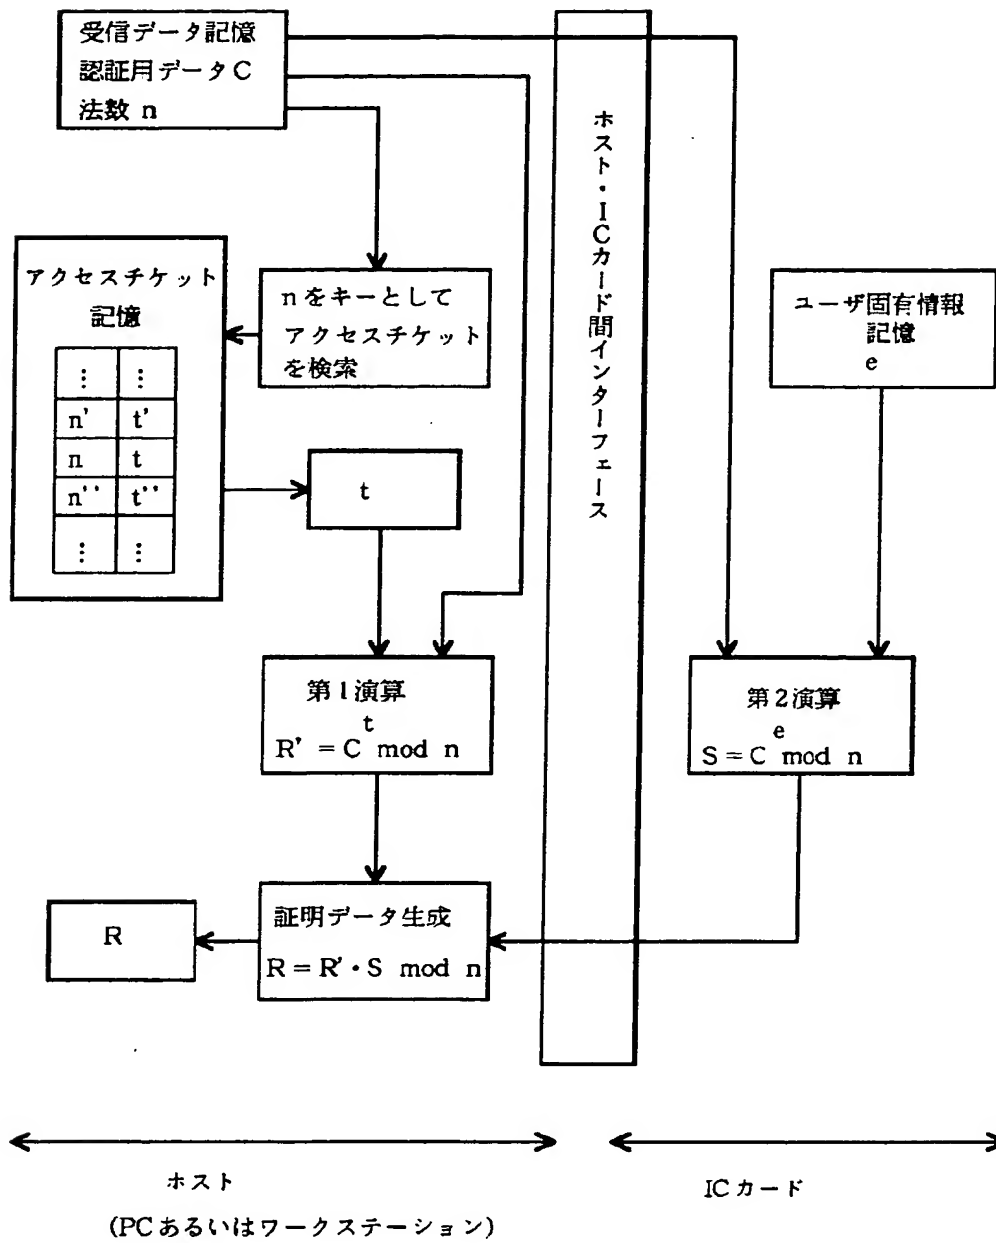 受信データ記憶
認証用データC
法数 n
ホスト・ICカード間インターフェース
アクセスチケット
記憶
⋮ ⋮
n' t'
n t
n'' t''
⋮ ⋮
nをキーとして
アクセスチケット
を検索
ユーザ固有情報
記憶
e
t
第1演算
t
R' = C mod n
第2演算
e
S = C mod n
証明データ生成
R = R'・S mod n
R
ホスト
(PCあるいはワークステーション)
ICカード